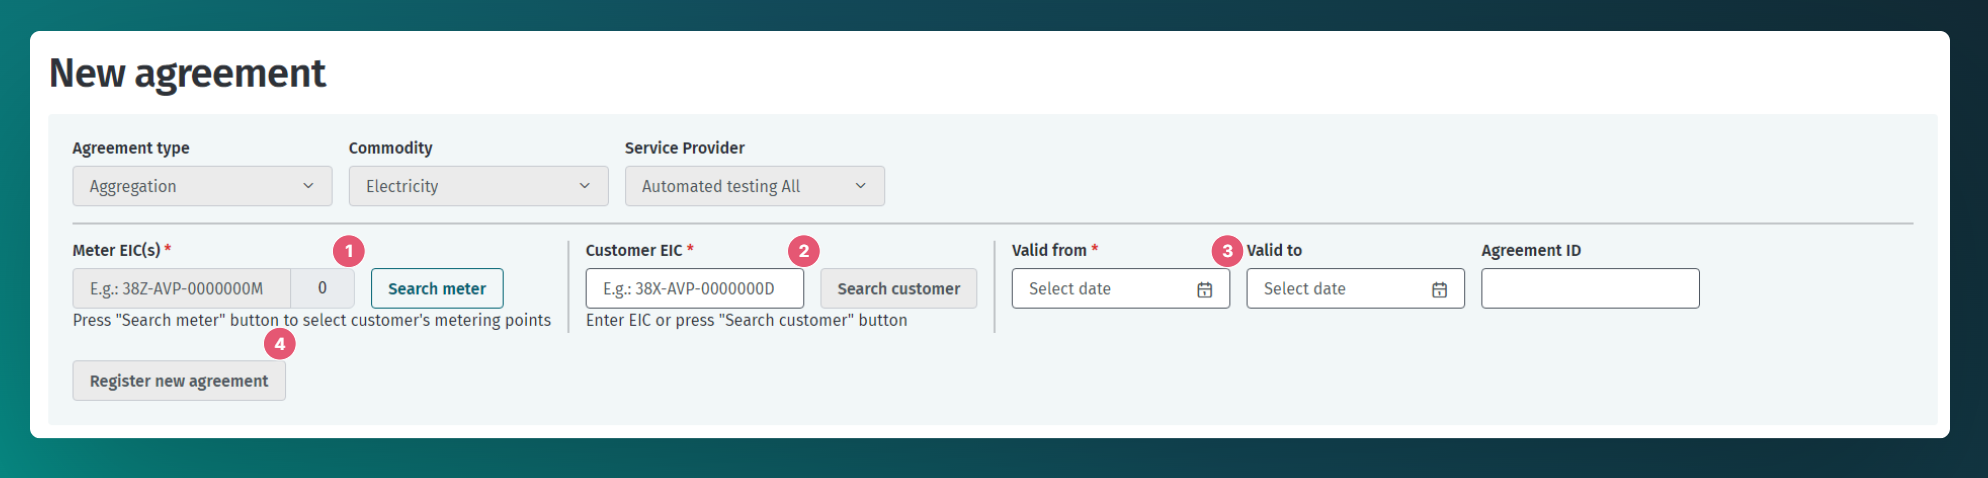 New agreement
Agreement type Commodity Service Provider
Aggregation Electricity Automated testing All
Meter EIC(s) * 1 Customer EIC * 2 Valid from * 3 Valid to Agreement ID
E.g.: 38Z-AVP-0000000M 0 Search meter E.g.: 38X-AVP-0000000D Search customer Select date Select date
Press "Search meter" button to select customer's metering points Enter EIC or press "Search customer" button
4
Register new agreement